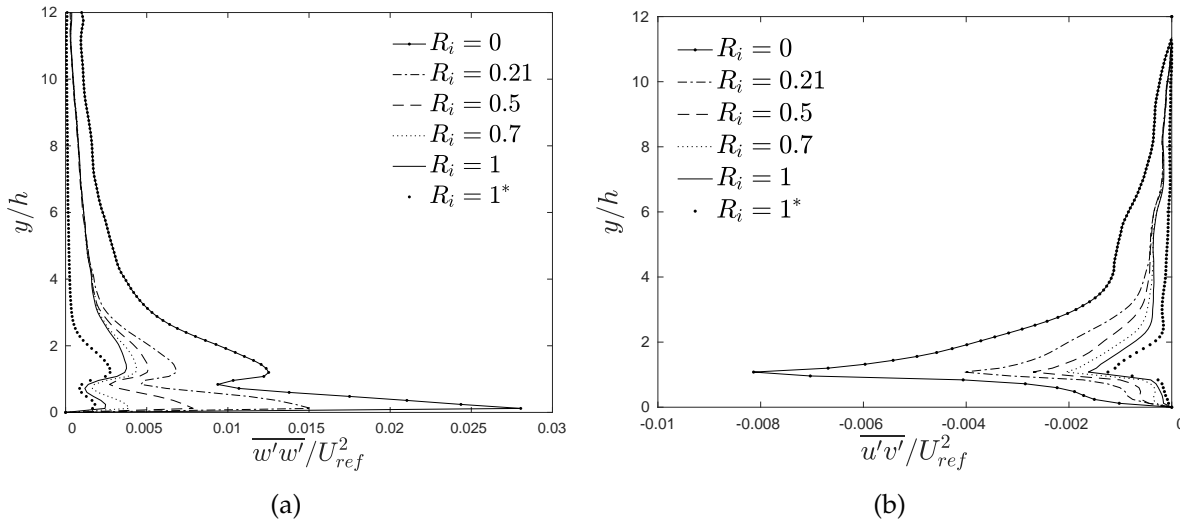 12
10
8
6
4
2
0
y/h
0
0.005
0.01
0.015
0.02
0.025
0.03
$\overline{w'w'}/U_{ref}^2$
R_i = 0
R_i = 0.21
R_i = 0.5
R_i = 0.7
R_i = 1
R_i = 1*
(a)
12
10
8
6
4
2
0
y/h
-0.01
-0.008
-0.006
-0.004
-0.002
0
$\overline{u'v'}/U_{ref}^2$
R_i = 0
R_i = 0.21
R_i = 0.5
R_i = 0.7
R_i = 1
R_i = 1*
(b)